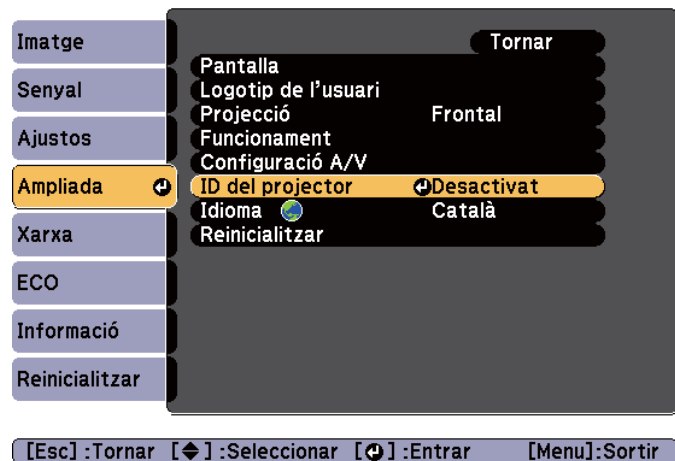 Imatge
Senyal
Ajustos
Ampliada
Xarxa
ECO
Informació
Reinicialitzar
Tornar
Pantalla
Logotip de l'usuari
Projecció Frontal
Funcionament
Configuració A/V
ID del projector Desactivat
Idioma Català
Reinicialitzar
[Esc] :Tornar [ ] :Seleccionar [ ] :Entrar [Menu]:Sortir